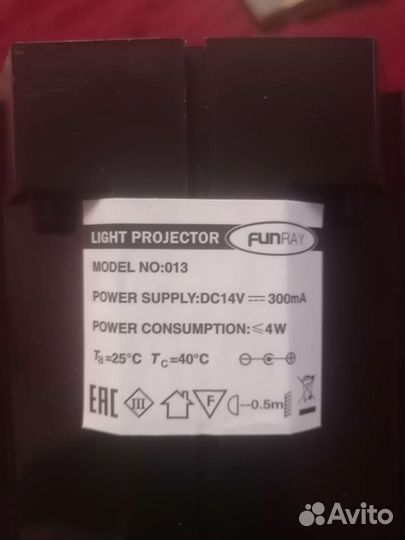 LIGHT PROJECTOR FUNRAY
MODEL NO:013
POWER SUPPLY:DC14V ⎓ 300mA
POWER CONSUMPTION:≤4W
Ta=25°C Tc=40°C
EAC III F 0.5m
Avito